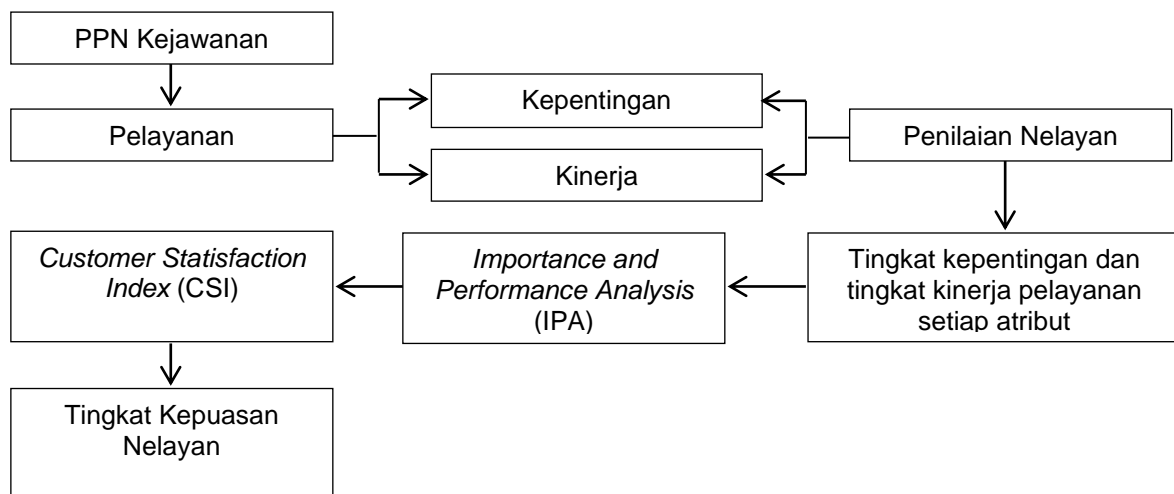 PPN Kejawanan
Pelayanan
Kepentingan
Kinerja
Penilaian Nelayan
Tingkat kepentingan dan
tingkat kinerja pelayanan
setiap atribut
Importance and
Performance Analysis
(IPA)
Customer Statisfaction
Index (CSI)
Tingkat Kepuasan
Nelayan